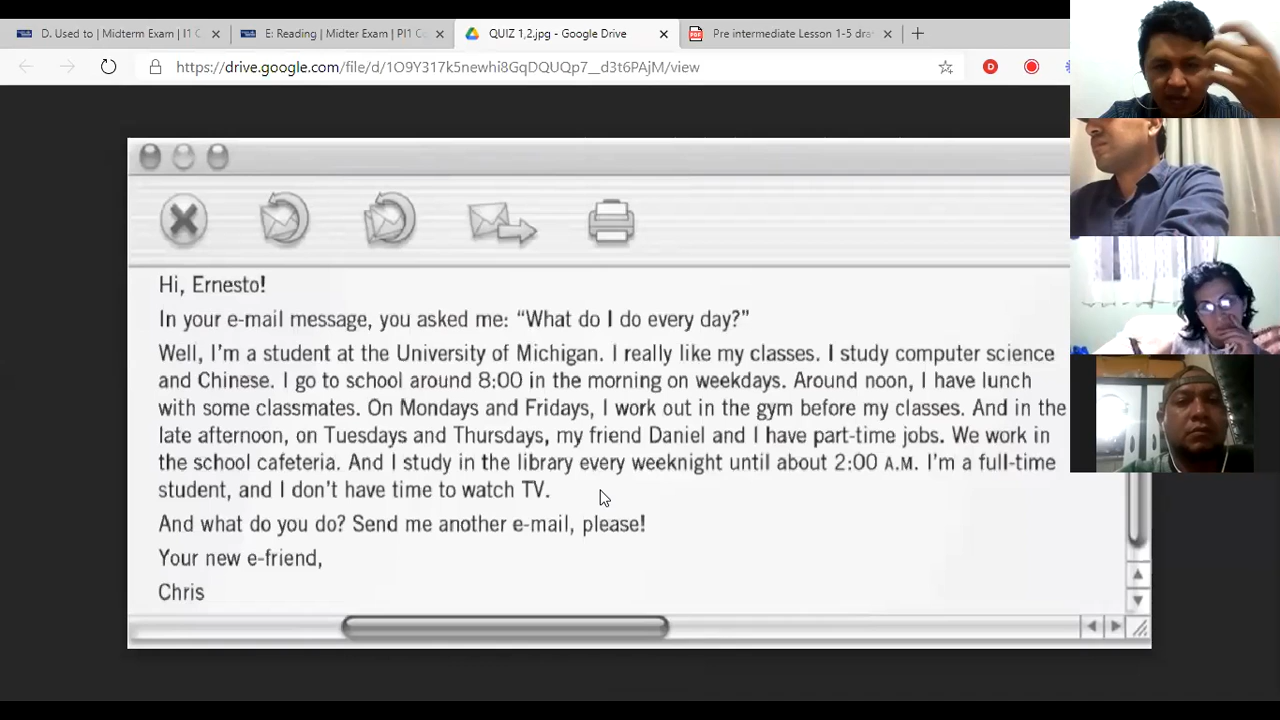 D. Used to | Midterm Exam | I1 C
E: Reading | Midter Exam | PI1 C
QUIZ 1,2.jpg - Google Drive
Pre intermediate Lesson 1-5 dra
https://drive.google.com/file/d/1O9Y317k5newhi8GqDQUQp7__d3t6PAjM/view
Hi, Ernesto!
In your e-mail message, you asked me: “What do I do every day?”
Well, I’m a student at the University of Michigan. I really like my classes. I study computer science
and Chinese. I go to school around 8:00 in the morning on weekdays. Around noon, I have lunch
with some classmates. On Mondays and Fridays, I work out in the gym before my classes. And in the
late afternoon, on Tuesdays and Thursdays, my friend Daniel and I have part-time jobs. We work in
the school cafeteria. And I study in the library every weeknight until about 2:00 A.M. I’m a full-time
student, and I don’t have time to watch TV.
And what do you do? Send me another e-mail, please!
Your new e-friend,
Chris